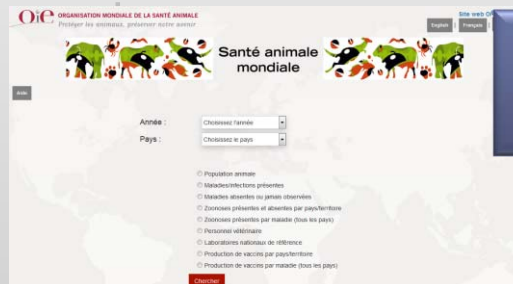 Oie ORGANISATION MONDIALE DE LA SANTÉ ANIMALE
Protéger les animaux, préserver notre avenir
Site web
English
Français
Santé animale
mondiale
Aide
Année :
Choisissez l'année
Pays :
Choisissez le pays
Population animale
Maladies/infections présentes
Maladies absentes ou jamais observées
Zoonoses présentes et absentes par pays/territoire
Zoonoses présentes par maladie (tous les pays)
Personnel vétérinaire
Laboratoires nationaux de référence
Production de vaccins par pays/territoire
Production de vaccins par maladie (tous les pays)
Chercher